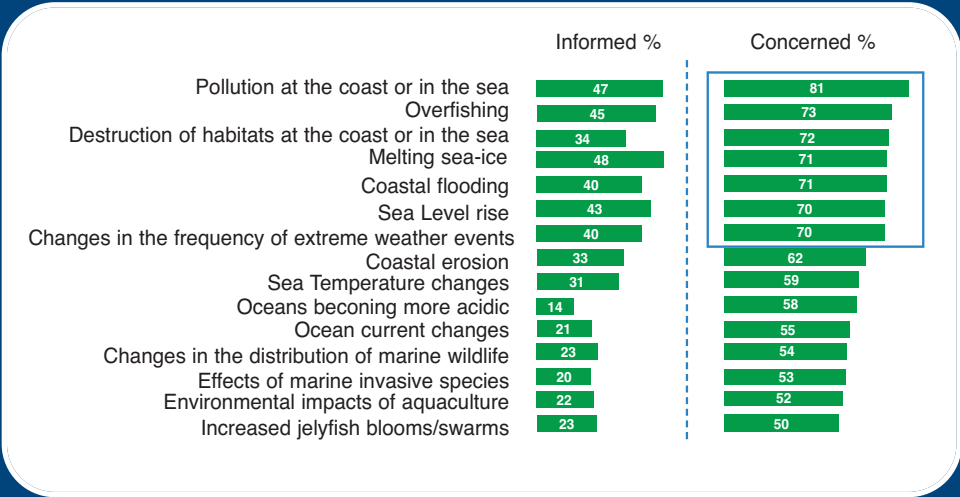 Informed % Concerned %
Pollution at the coast or in the sea 47 81
Overfishing 45 73
Destruction of habitats at the coast or in the sea 34 72
Melting sea-ice 48 71
Coastal flooding 40 71
Sea Level rise 43 70
Changes in the frequency of extreme weather events 40 70
Coastal erosion 33 62
Sea Temperature changes 31 59
Oceans beconing more acidic 14 58
Ocean current changes 21 55
Changes in the distribution of marine wildlife 23 54
Effects of marine invasive species 20 53
Environmental impacts of aquaculture 22 52
Increased jelyfish blooms/swarms 23 50